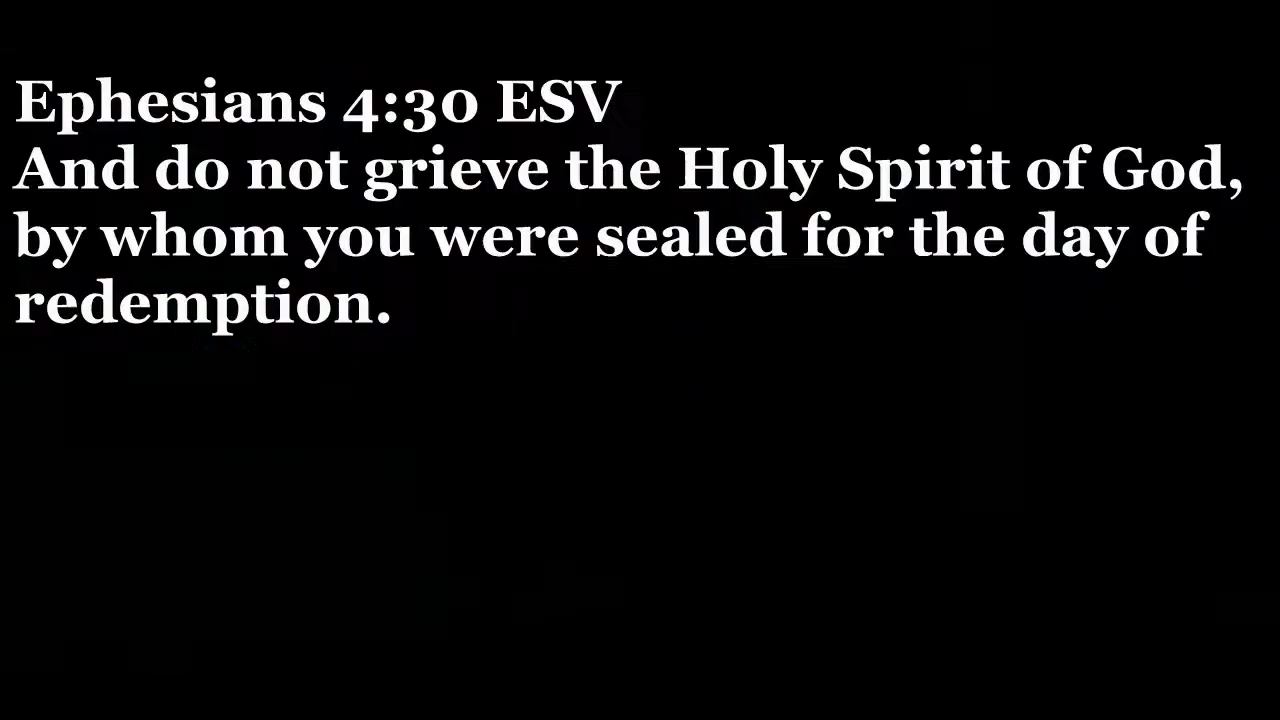 Ephesians 4:30 ESV
And do not grieve the Holy Spirit of God,
by whom you were sealed for the day of
redemption.